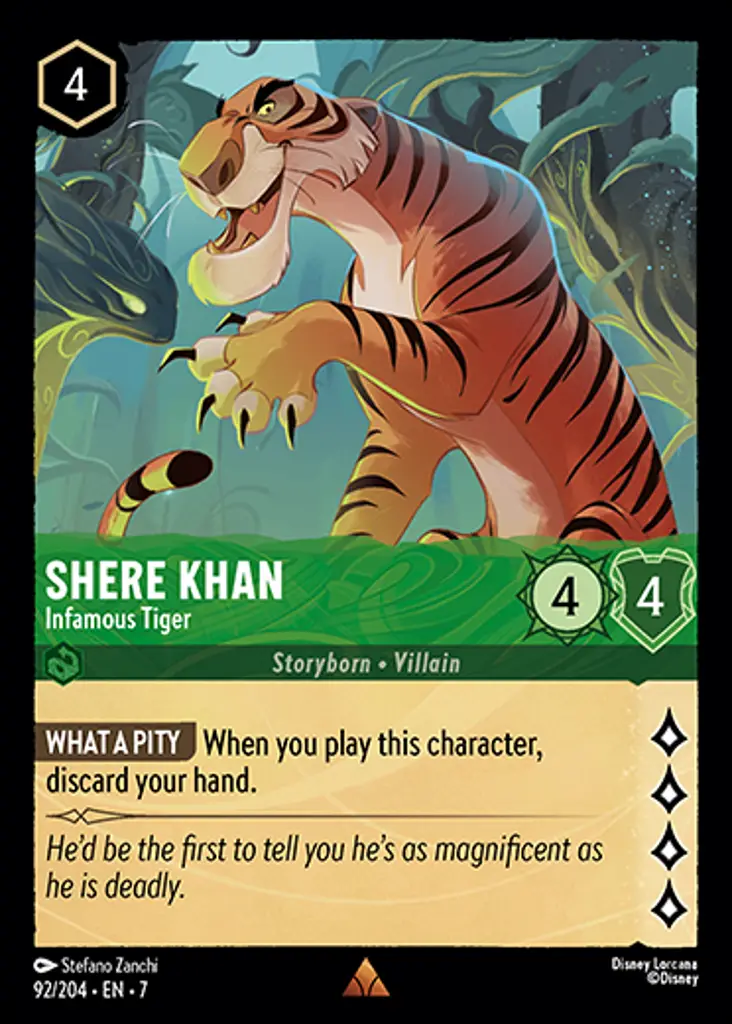 4
SHERE KHAN
Infamous Tiger
4
4
Storyborn • Villain
WHAT A PITY When you play this character,
discard your hand.
He'd be the first to tell you he's as magnificent as
he is deadly.
Stefano Zanchi
Disney Lorcana
92/204 • EN • 7
©Disney